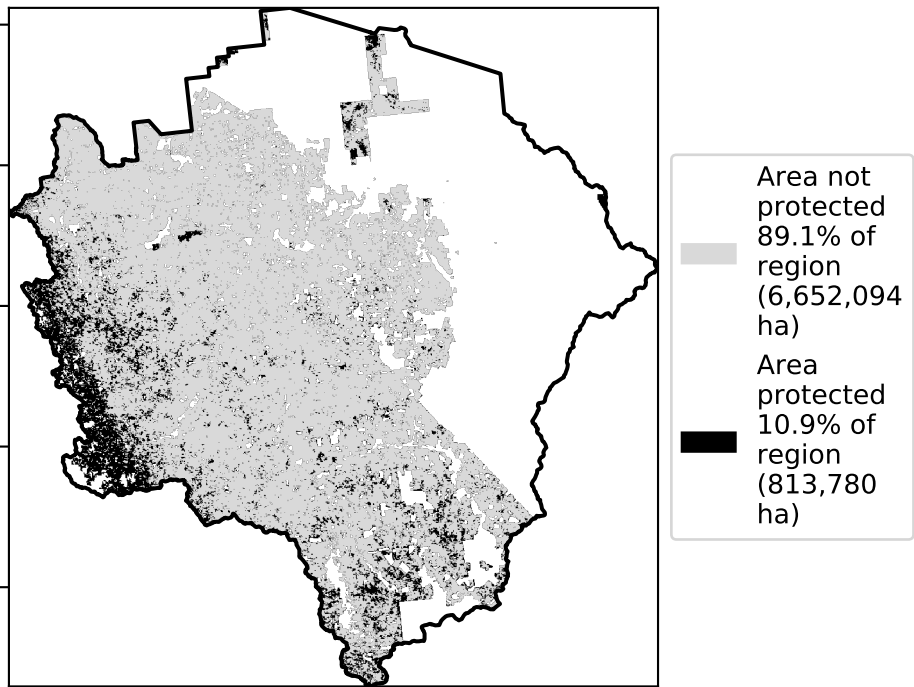 Area not
protected
89.1% of
region
(6,652,094
ha)
Area
protected
10.9% of
region
(813,780
ha)